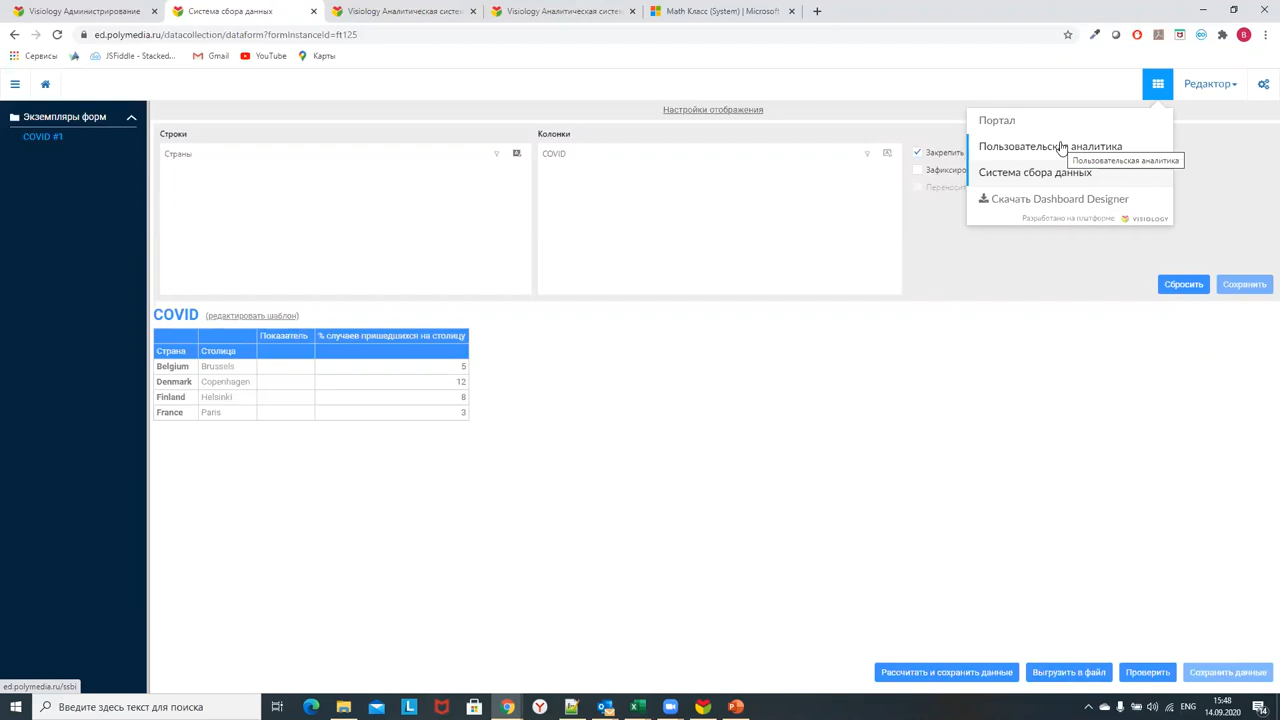 Visiology Администрирование
Система сбора данных
Visiology Аналитическая систем
Visiology Аналитическая систем
Math Класс (System) | Microsoft
ed.polymedia.ru/datacollection/dataform?formInstanceId=ft125
B
Сервисы
JSFiddle - Stacked...
Gmail
YouTube
Карты
Редактор
Экземпляры форм
COVID #1
Настройки отображения
Строки
Колонки
Страны
COVID
Закрепить
Зафиксиро
Переносит
Портал
Пользовательская аналитика
Пользовательская аналитика
Система сбора данных
Скачать Dashboard Designer
Разработано на платформе VISIOLOGY
Сбросить
Сохранить
COVID (редактировать шаблон)
Показатель % случаев пришедшихся на столицу
Страна Столица
Belgium Brussels 5
Denmark Copenhagen 12
Finland Helsinki 8
France Paris 3
Рассчитать и сохранить данные
Выгрузить в файл
Проверить
Сохранить данные
ed.polymedia.ru/ssbi
Введите здесь текст для поиска
ENG
15:48
14.09.2020